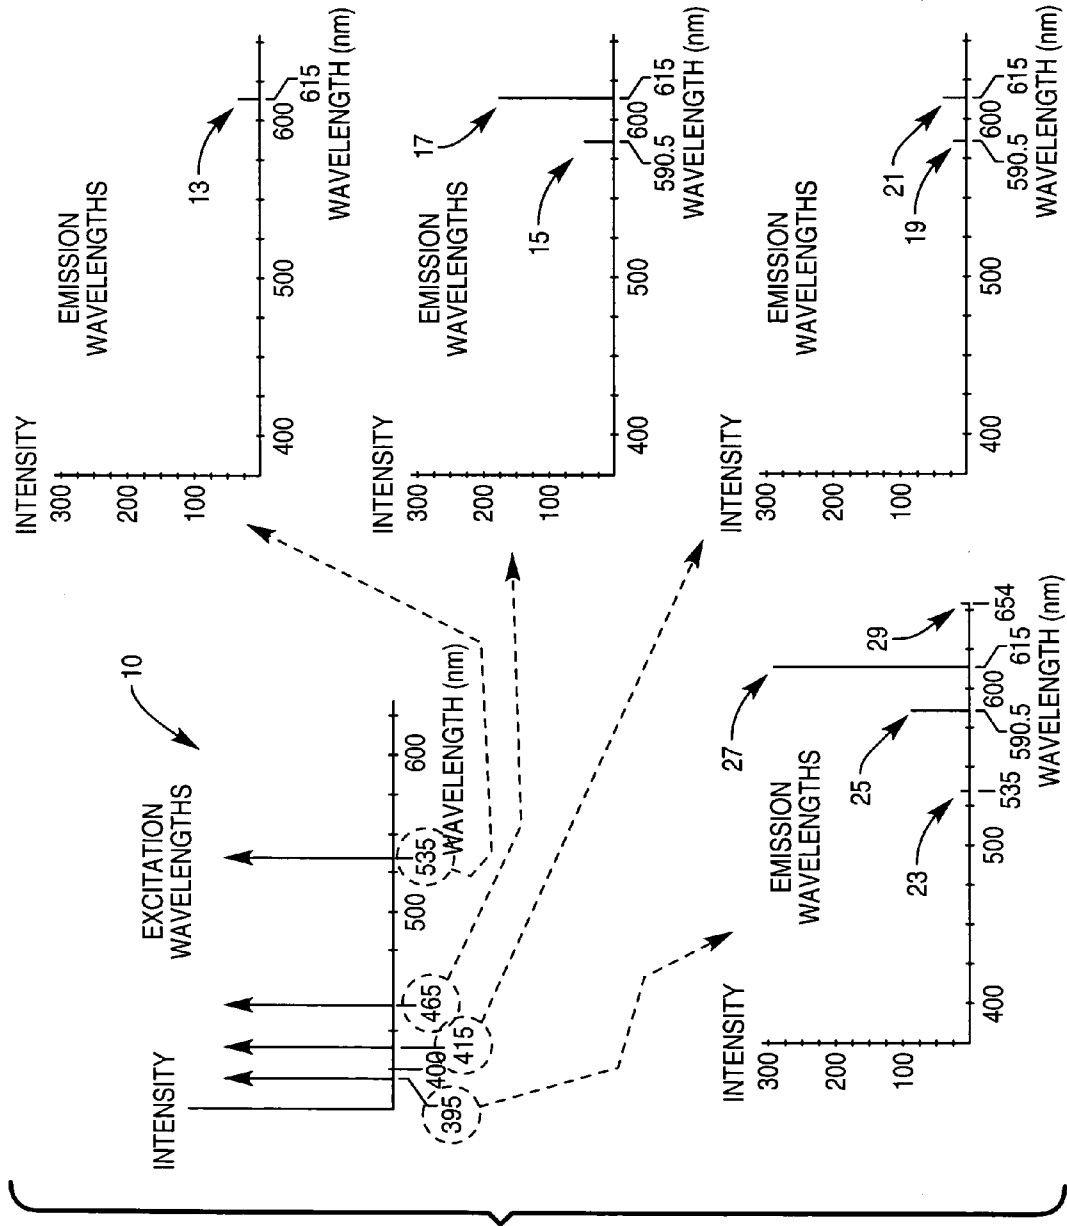 10
EXCITATION
WAVELENGTHS
INTENSITY
395
400
415
465
500
535
600
WAVELENGTH (nm)
INTENSITY
300
200
100
EMISSION
WAVELENGTHS
13
400
500
600
615
WAVELENGTH (nm)
INTENSITY
300
200
100
EMISSION
WAVELENGTHS
15
17
400
500
590.5
600
615
WAVELENGTH (nm)
INTENSITY
300
200
100
EMISSION
WAVELENGTHS
19
21
400
500
590.5
600
615
WAVELENGTH (nm)
INTENSITY
300
200
100
EMISSION
WAVELENGTHS
23
25
27
29
400
500
535
590.5
600
615
654
WAVELENGTH (nm)